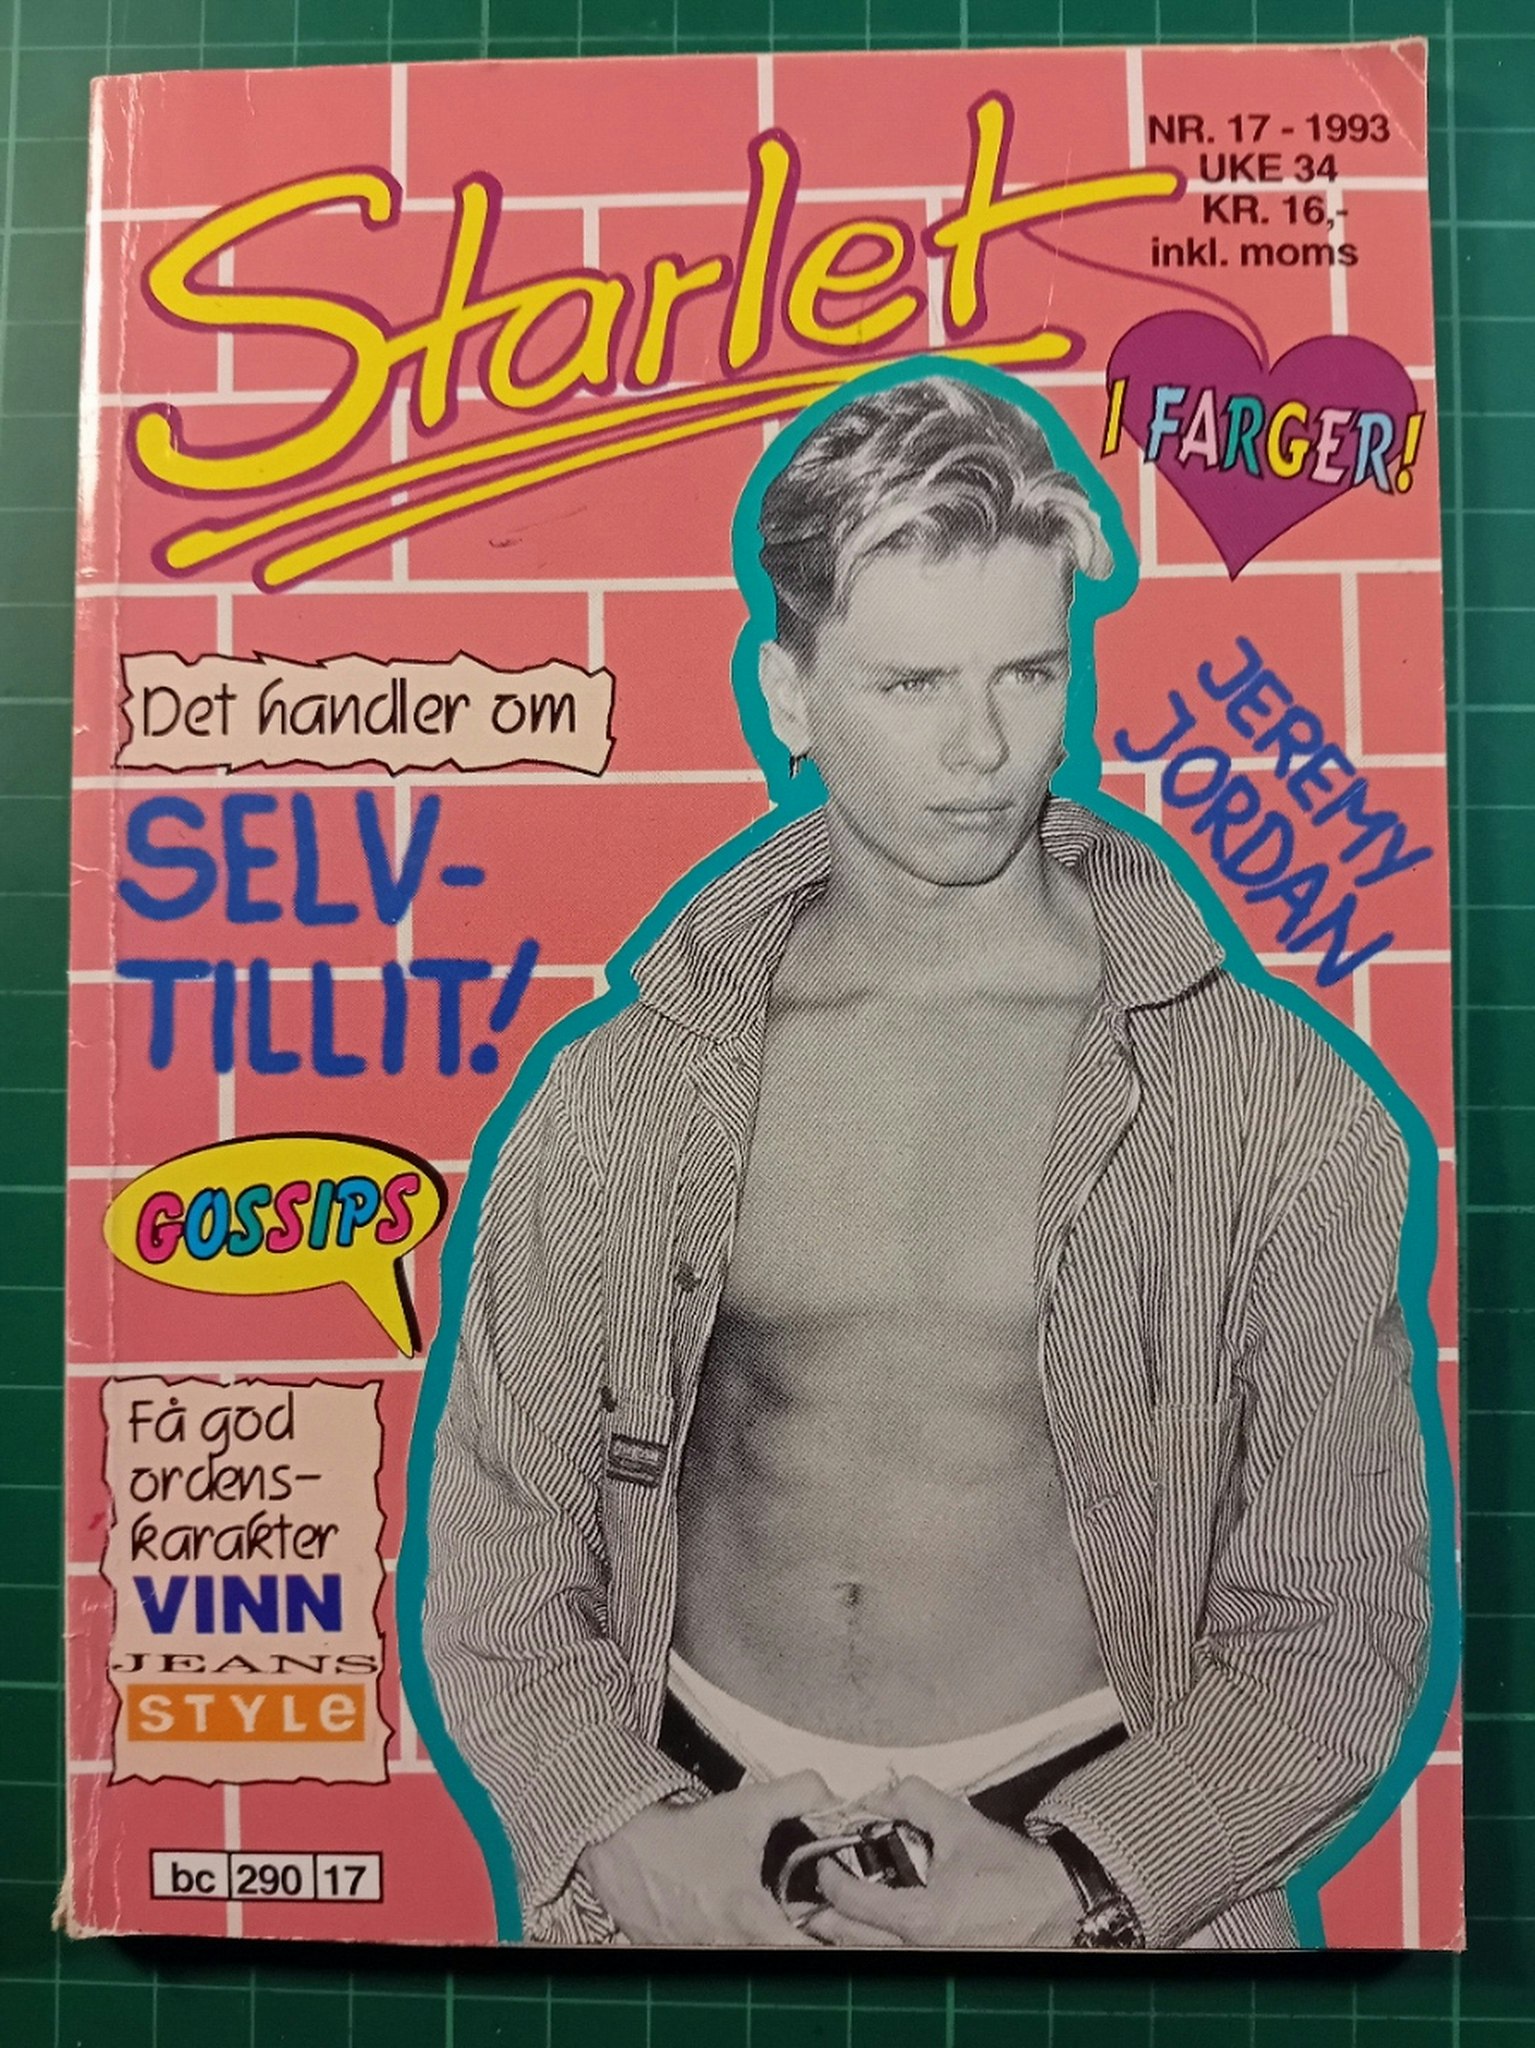 Starlet
NR. 17 - 1993
UKE 34
KR. 16,-
inkl. moms
I FARGER!
JEREMY
JORDAN
Det handler om
SELV-
TILLIT!
GOSSIPS
Få god
ordens-
karakter
VINN
JEANS
STYLe
bc 290 17